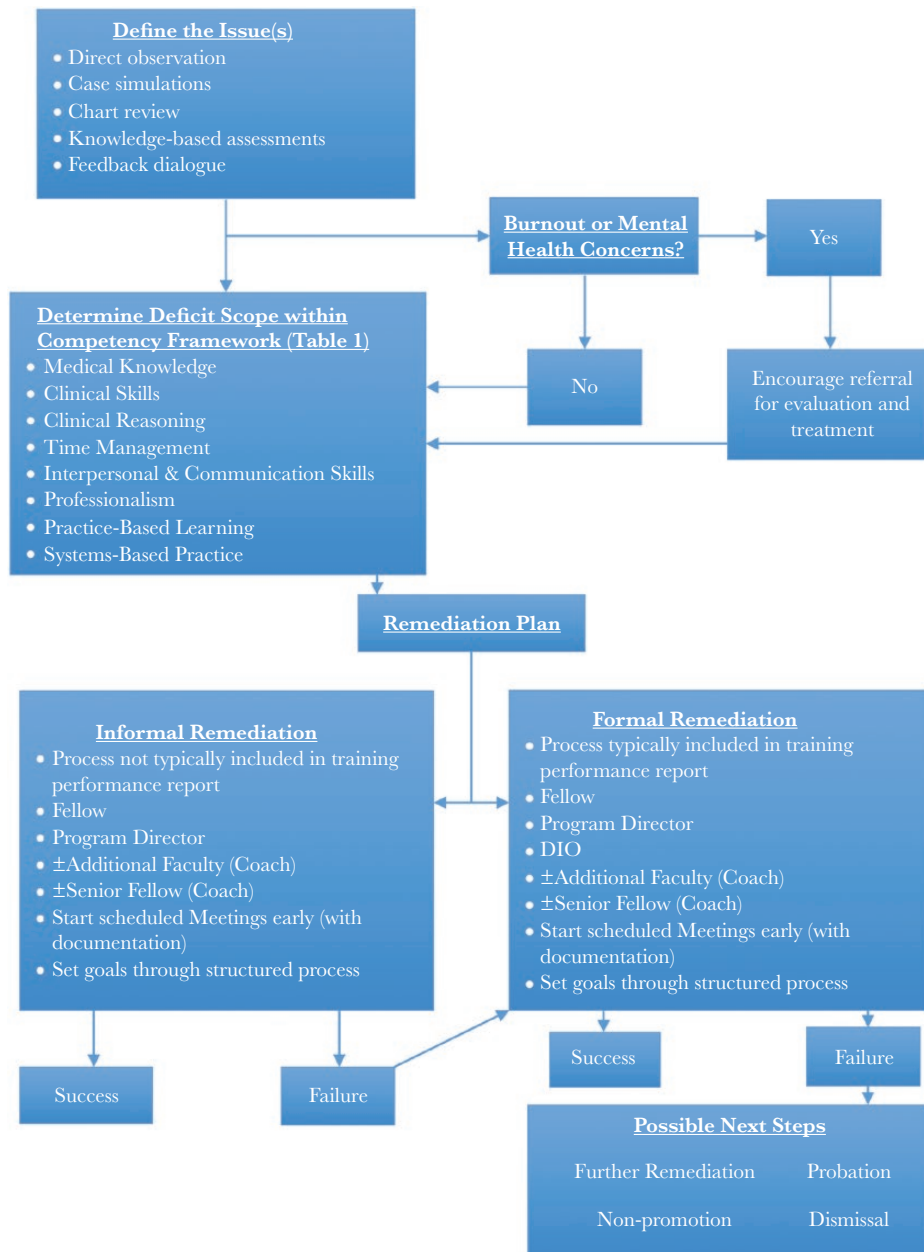 Define the Issue(s)
• Direct observation
• Case simulations
• Chart review
• Knowledge-based assessments
• Feedback dialogue
Burnout or Mental
Health Concerns?
Yes
No
Encourage referral
for evaluation and
treatment
Determine Deficit Scope within
Competency Framework (Table 1)
• Medical Knowledge
• Clinical Skills
• Clinical Reasoning
• Time Management
• Interpersonal & Communication Skills
• Professionalism
• Practice-Based Learning
• Systems-Based Practice
Remediation Plan
Informal Remediation
• Process not typically included in training
performance report
• Fellow
• Program Director
• ±Additional Faculty (Coach)
• ±Senior Fellow (Coach)
• Start scheduled Meetings early (with
documentation)
• Set goals through structured process
Formal Remediation
• Process typically included in training
performance report
• Fellow
• Program Director
• DIO
• ±Additional Faculty (Coach)
• ±Senior Fellow (Coach)
• Start scheduled Meetings early (with
documentation)
• Set goals through structured process
Success
Failure
Success
Failure
Possible Next Steps
Further Remediation
Probation
Non-promotion
Dismissal